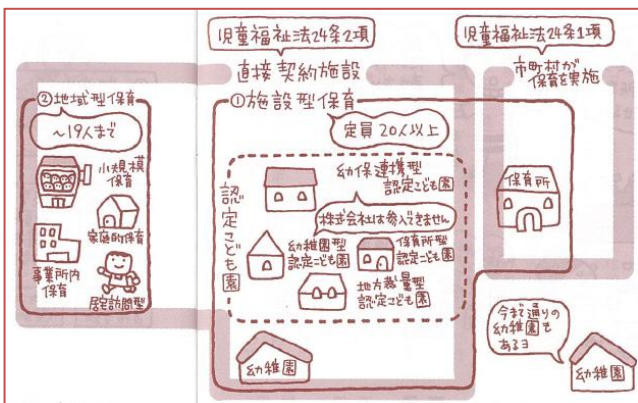 児童福祉法24条2項
児童福祉法24条1項
直接契約施設
市町村が
保育を実施
②地域型保育
①施設型保育
〜19人まで
定員20人以上
小規模
保育
家庭的保育
事業所内
保育
居宅訪問型
認定こども園
幼保連携型
認定こども園
株式会社は参入できません
幼稚園型
認定こども園
保育所型
認定こども園
地方裁量型
認定こども園
幼稚園
保育所
今まで通りの
幼稚園も
あるヨ
幼稚園